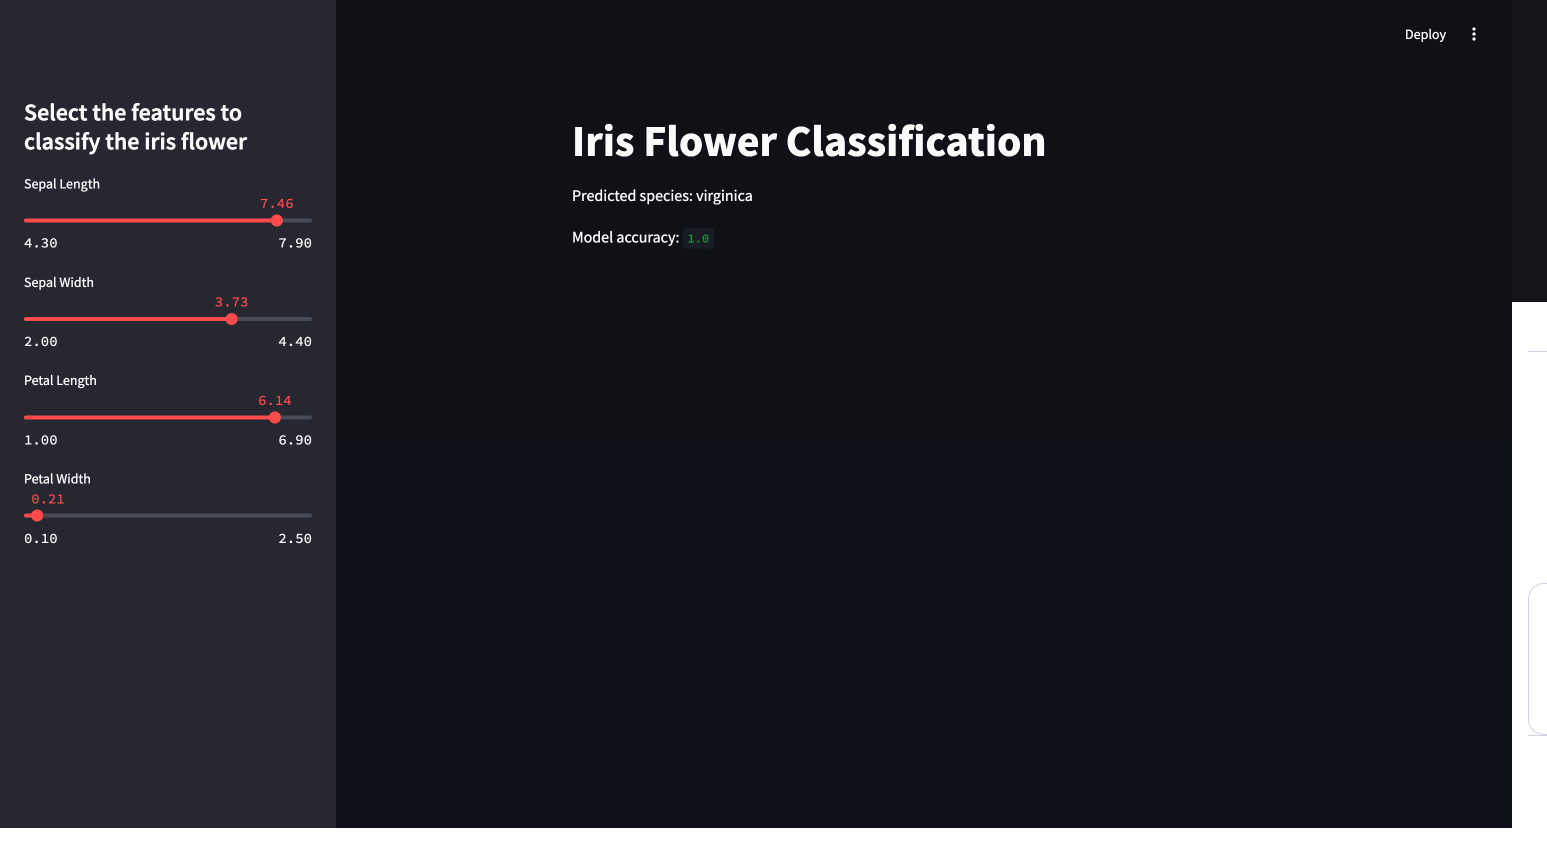 Deploy
Select the features to
classify the iris flower
Sepal Length
7.46
4.30 7.90
Sepal Width
3.73
2.00 4.40
Petal Length
6.14
1.00 6.90
Petal Width
0.21
0.10 2.50
Iris Flower Classification
Predicted species: virginica
Model accuracy: 1.0